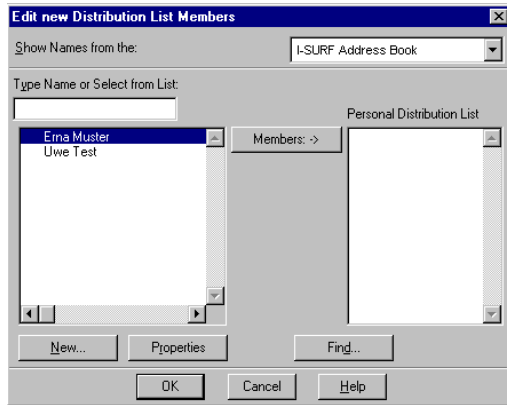 Edit new Distribution List Members
Show Names from the:
I-SURF Address Book
Type Name or Select from List:
Personal Distribution List
Erna Muster
Members: ->
Uwe Test
New...
Properties
Find...
OK
Cancel
Help